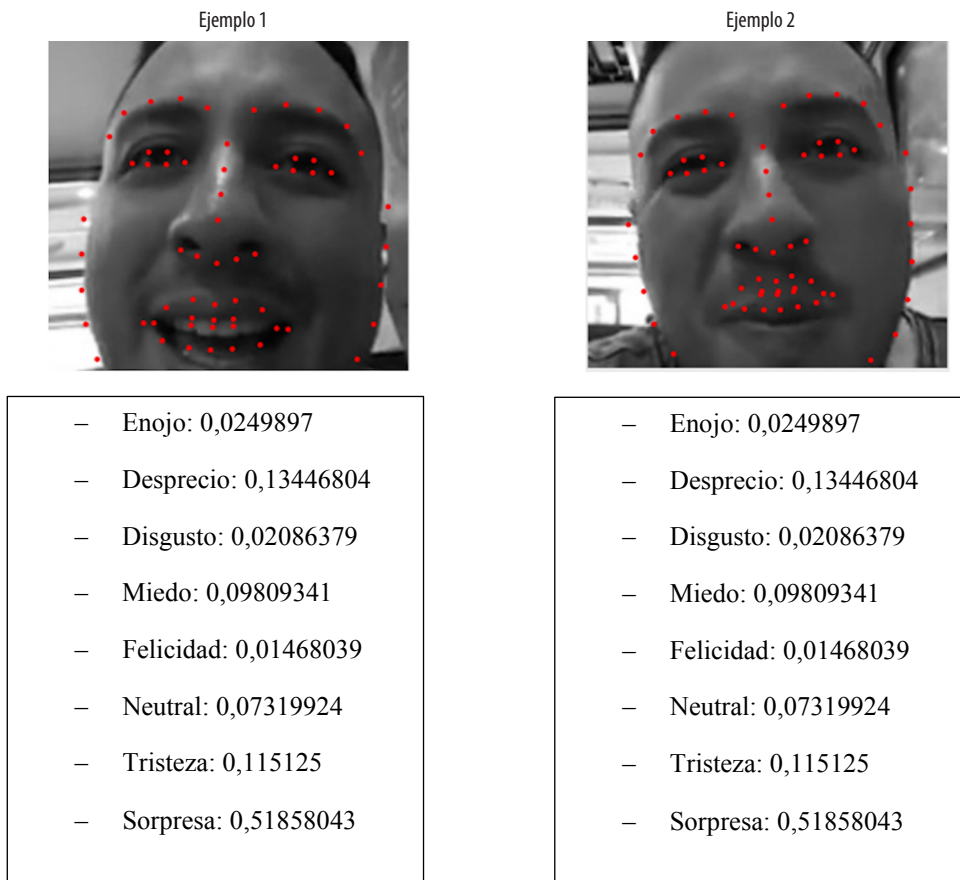 Ejemplo 1
Ejemplo 2
– Enojo: 0,0249897
– Desprecio: 0,13446804
– Disgusto: 0,02086379
– Miedo: 0,09809341
– Felicidad: 0,01468039
– Neutral: 0,07319924
– Tristeza: 0,115125
– Sorpresa: 0,51858043
– Enojo: 0,0249897
– Desprecio: 0,13446804
– Disgusto: 0,02086379
– Miedo: 0,09809341
– Felicidad: 0,01468039
– Neutral: 0,07319924
– Tristeza: 0,115125
– Sorpresa: 0,51858043